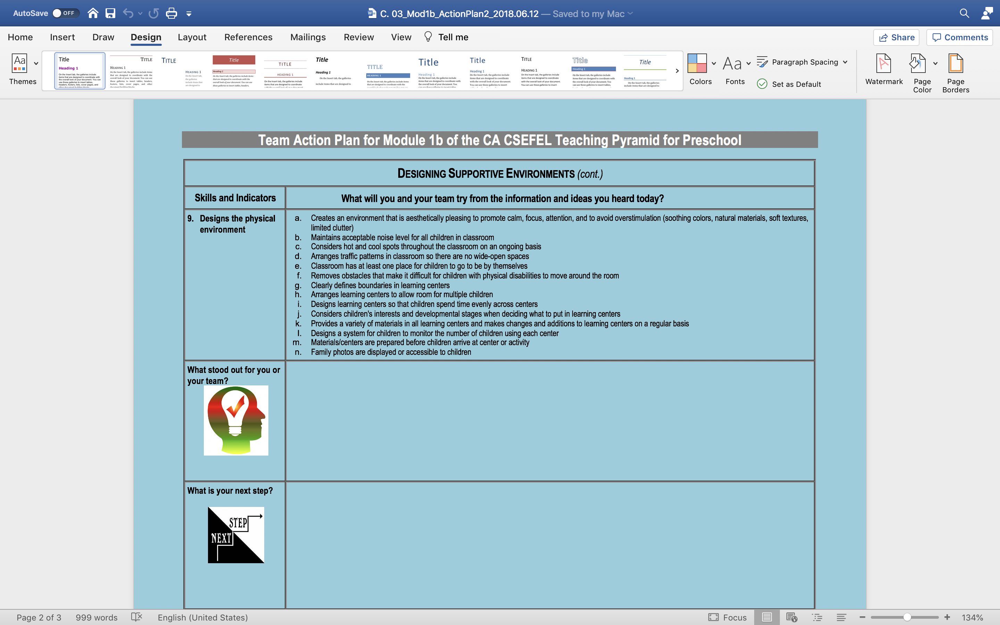 AutoSave OFF
C. 03_Mod1b_ActionPlan2_2018.06.12 — Saved to my Mac
Home Insert Draw Design Layout References Mailings Review View Tell me Share Comments
Themes
Title
Heading 1
TITLE
HEADING 1
TITLE
HEADING 1
Title
Heading 1
TITLE
HEADING 1
Title
Heading 1
TITLE
HEADING 1
Title
Heading 1
Title
Heading 1
TITLE
HEADING 1
Title
Heading 1
Title
Heading 1
Colors
Fonts
Paragraph Spacing
Set as Default
Watermark
Page Color
Page Borders
Team Action Plan for Module 1b of the CA CSEFEL Teaching Pyramid for Preschool
DESIGNING SUPPORTIVE ENVIRONMENTS (cont.)
Skills and Indicators
What will you and your team try from the information and ideas you heard today?
9. Designs the physical
environment
a. Creates an environment that is aesthetically pleasing to promote calm, focus, attention, and to avoid overstimulation (soothing colors, natural materials, soft textures,
limited clutter)
b. Maintains acceptable noise level for all children in classroom
c. Considers hot and cool spots throughout the classroom on an ongoing basis
d. Arranges traffic patterns in classroom so there are no wide-open spaces
e. Classroom has at least one place for children to go to be by themselves
f. Removes obstacles that make it difficult for children with physical disabilities to move around the room
g. Clearly defines boundaries in learning centers
h. Arranges learning centers to allow room for multiple children
i. Designs learning centers so that children spend time evenly across centers
j. Considers children's interests and developmental stages when deciding what to put in learning centers
k. Provides a variety of materials in all learning centers and makes changes and additions to learning centers on a regular basis
l. Designs a system for children to monitor the number of children using each center
m. Materials/centers are prepared before children arrive at center or activity
n. Family photos are displayed or accessible to children
What stood out for you or
your team?
What is your next step?
STEP
NEXT
Page 2 of 3 999 words English (United States) Focus 134%